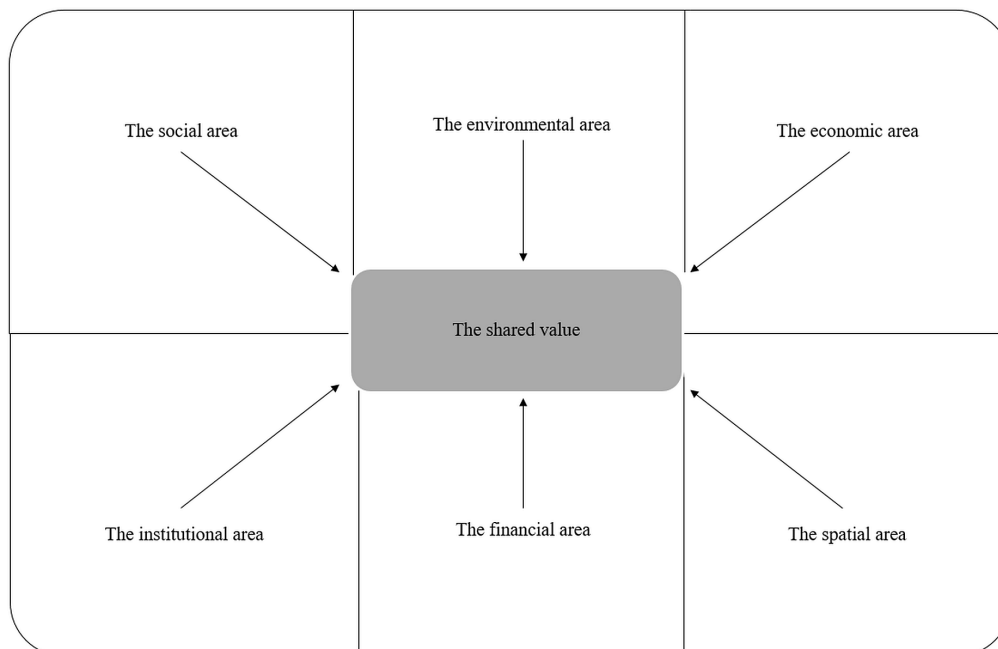 The social area
The environmental area
The economic area
The shared value
The institutional area
The financial area
The spatial area